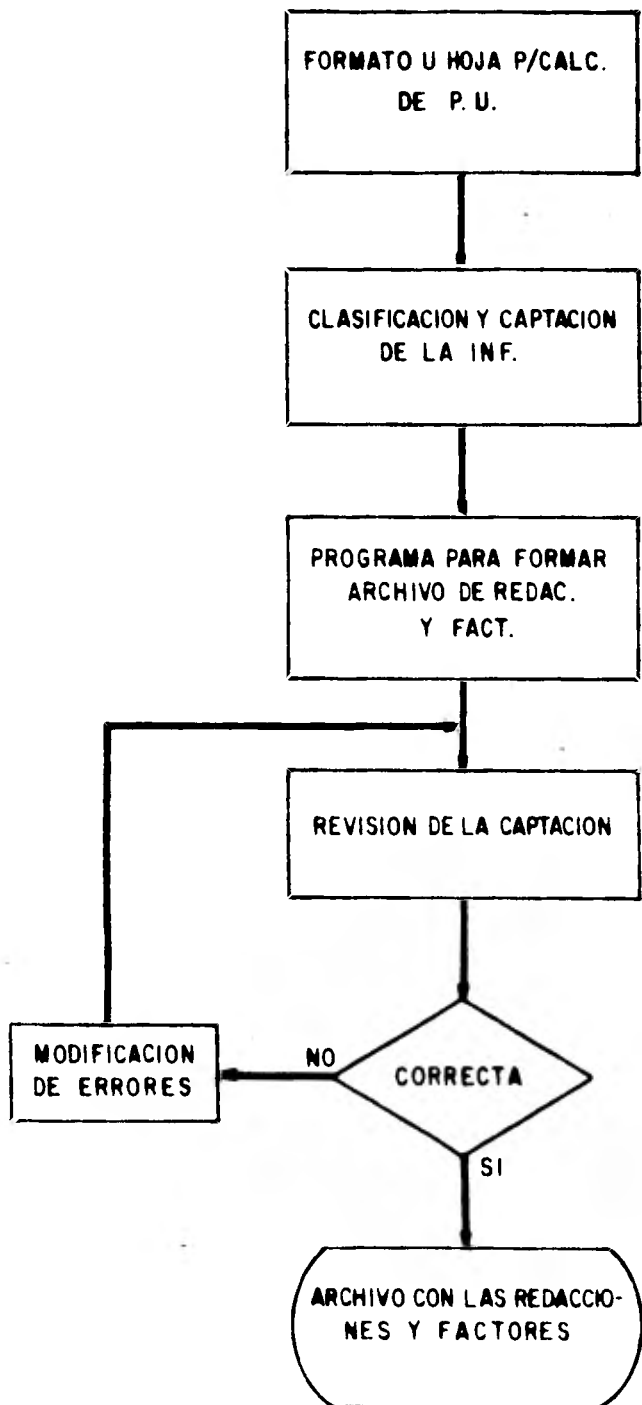 FORMATO U HOJA P/CALC.
DE P. U.
CLASIFICACION Y CAPTACION
DE LA INF.
PROGRAMA PARA FORMAR
ARCHIVO DE REDAC.
Y FACT.
REVISION DE LA CAPTACION
MODIFICACION
DE ERRORES
NO
CORRECTA
SI
ARCHIVO CON LAS REDACCIO-
NES Y FACTORES